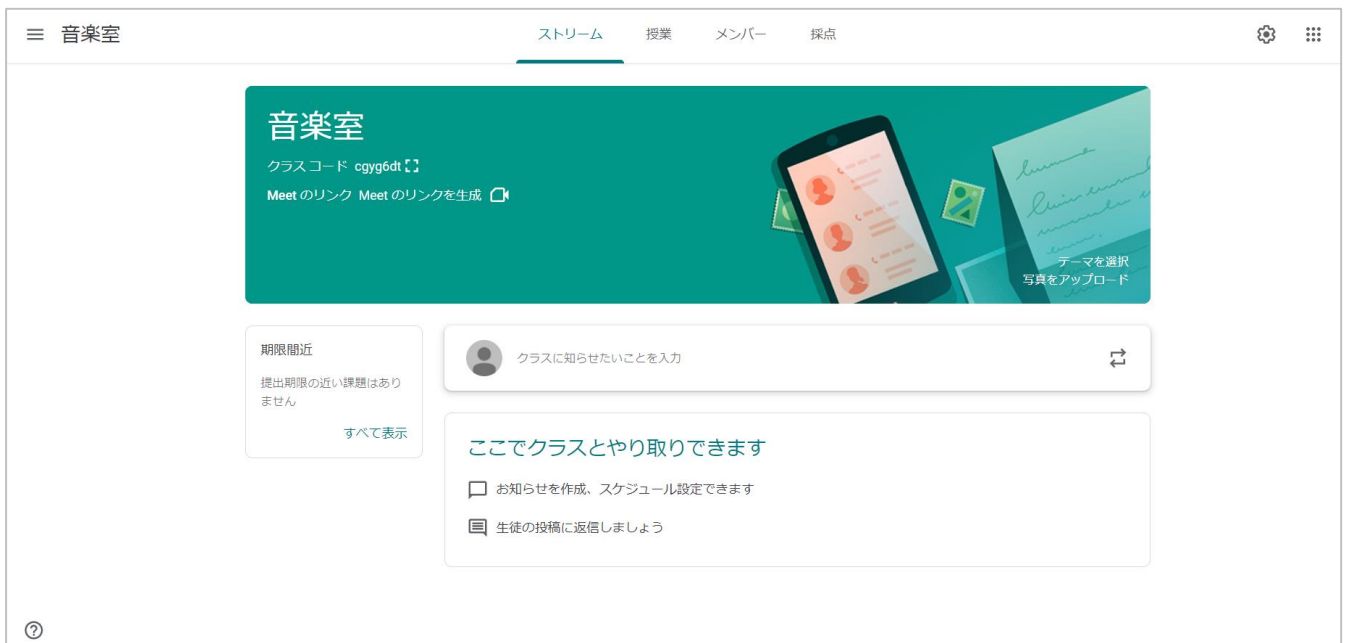 音楽室
ストリーム 授業 メンバー 採点
音楽室
クラス コード cgyg6dt
Meet のリンク Meet のリンクを生成
テーマを選択
写真をアップロード
期限間近
提出期限の近い課題はあり
ません
すべて表示
クラスに知らせたいことを入力
ここでクラスとやり取りできます
お知らせを作成、スケジュール設定できます
生徒の投稿に返信しましょう